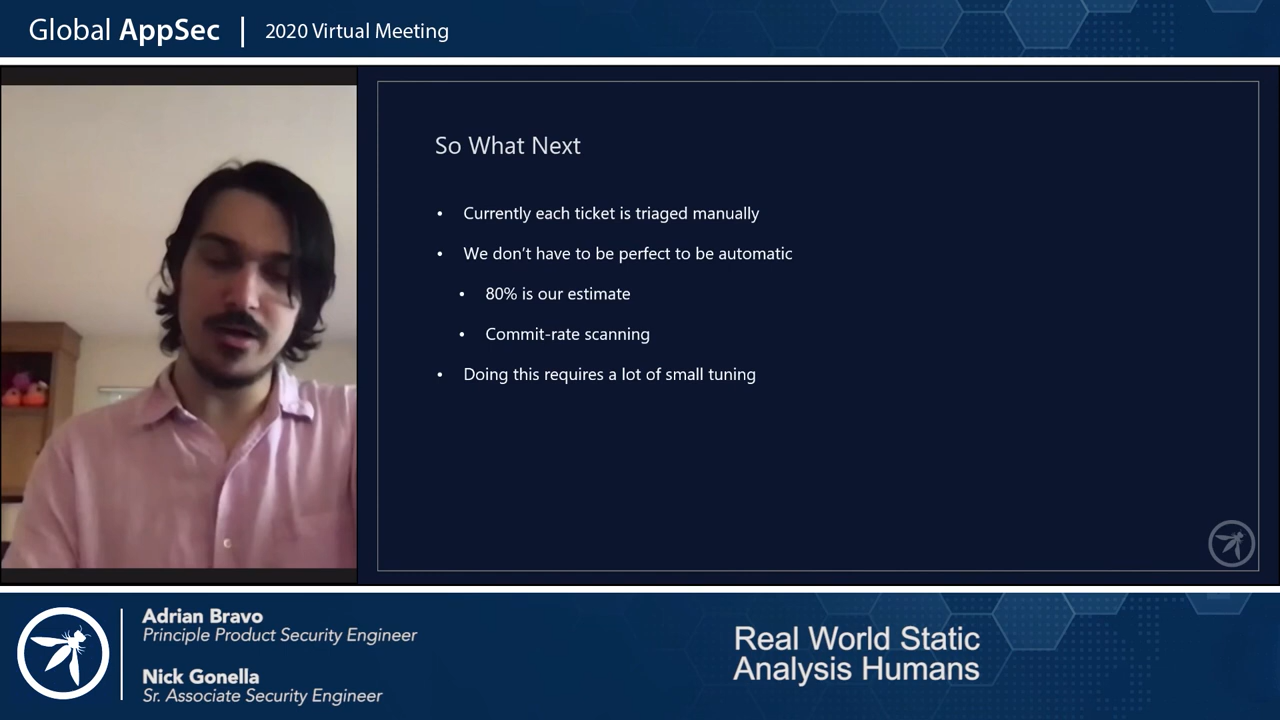 Global AppSec | 2020 Virtual Meeting
So What Next
• Currently each ticket is triaged manually
• We don't have to be perfect to be automatic
• 80% is our estimate
• Commit-rate scanning
• Doing this requires a lot of small tuning
Adrian Bravo
Principle Product Security Engineer
Nick Gonella
Sr. Associate Security Engineer
Real World Static
Analysis Humans